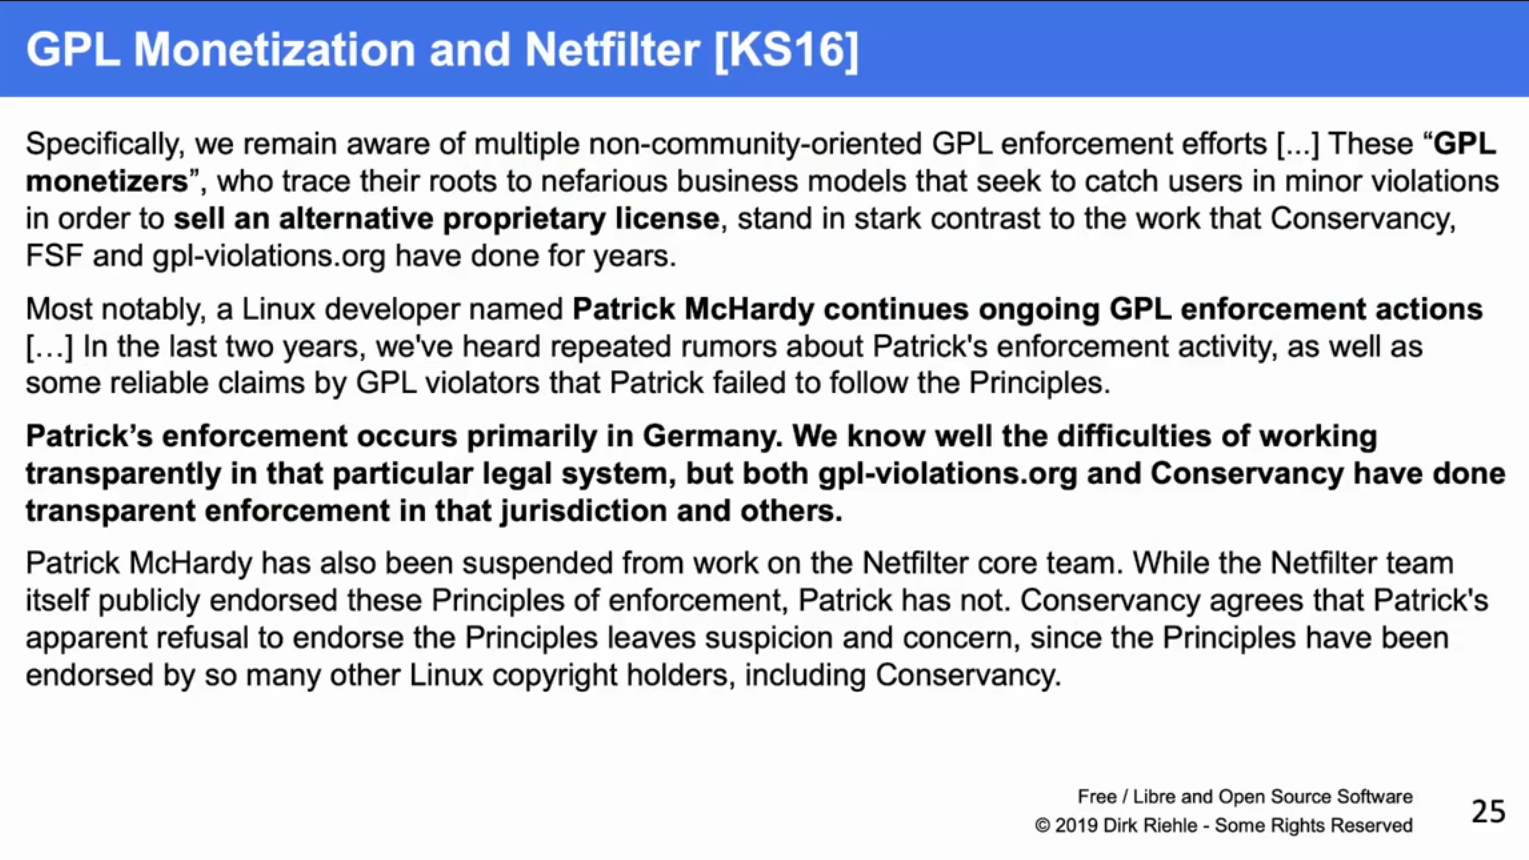 GPL Monetization and Netfilter [KS16]
Specifically, we remain aware of multiple non-community-oriented GPL enforcement efforts [...] These “GPL
monetizers”, who trace their roots to nefarious business models that seek to catch users in minor violations
in order to sell an alternative proprietary license, stand in stark contrast to the work that Conservancy,
FSF and gpl-violations.org have done for years.
Most notably, a Linux developer named Patrick McHardy continues ongoing GPL enforcement actions
[…] In the last two years, we've heard repeated rumors about Patrick's enforcement activity, as well as
some reliable claims by GPL violators that Patrick failed to follow the Principles.
Patrick’s enforcement occurs primarily in Germany. We know well the difficulties of working
transparently in that particular legal system, but both gpl-violations.org and Conservancy have done
transparent enforcement in that jurisdiction and others.
Patrick McHardy has also been suspended from work on the Netfilter core team. While the Netfilter team
itself publicly endorsed these Principles of enforcement, Patrick has not. Conservancy agrees that Patrick's
apparent refusal to endorse the Principles leaves suspicion and concern, since the Principles have been
endorsed by so many other Linux copyright holders, including Conservancy.
Free / Libre and Open Source Software
© 2019 Dirk Riehle - Some Rights Reserved
25